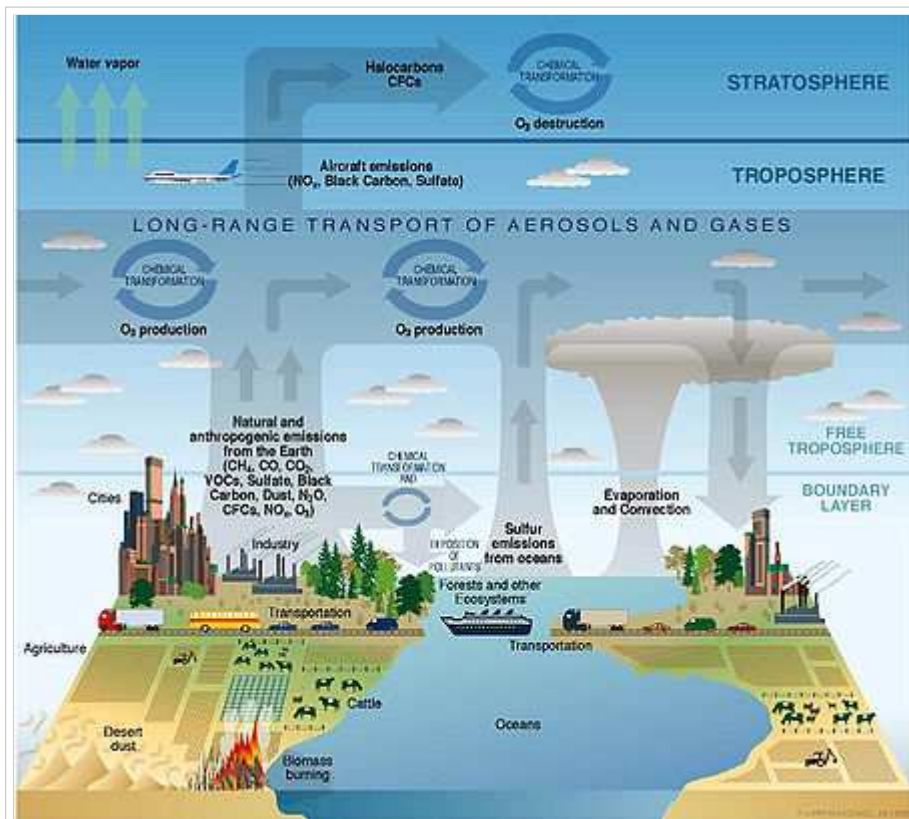 Water vapor
Halocarbons
CFCs
CHEMICAL
TRANSFORMATION
O₃ destruction
STRATOSPHERE
Aircraft emissions
(NOₓ, Black Carbon, Sulfate)
TROPOSPHERE
LONG-RANGE TRANSPORT OF AEROSOLS AND GASES
CHEMICAL
TRANSFORMATION
O₃ production
CHEMICAL
TRANSFORMATION
O₃ production
Natural and
anthropogenic emissions
from the Earth
(CH₄, CO, CO₂,
VOCs, Sulfate, Black
Carbon, Dust, N₂O,
CFCs, NOₓ, O₃)
FREE
TROPOSPHERE
CHEMICAL
TRANSFORMATION
AND
DEPOSITION
OF
POLLUTANTS
BOUNDARY
LAYER
Cities
Evaporation
and Convection
Industry
Sulfur
emissions
from oceans
Forests and other
Ecosystems
Transportation
Agriculture
Transportation
Cattle
Oceans
Desert
dust
Biomass
burning